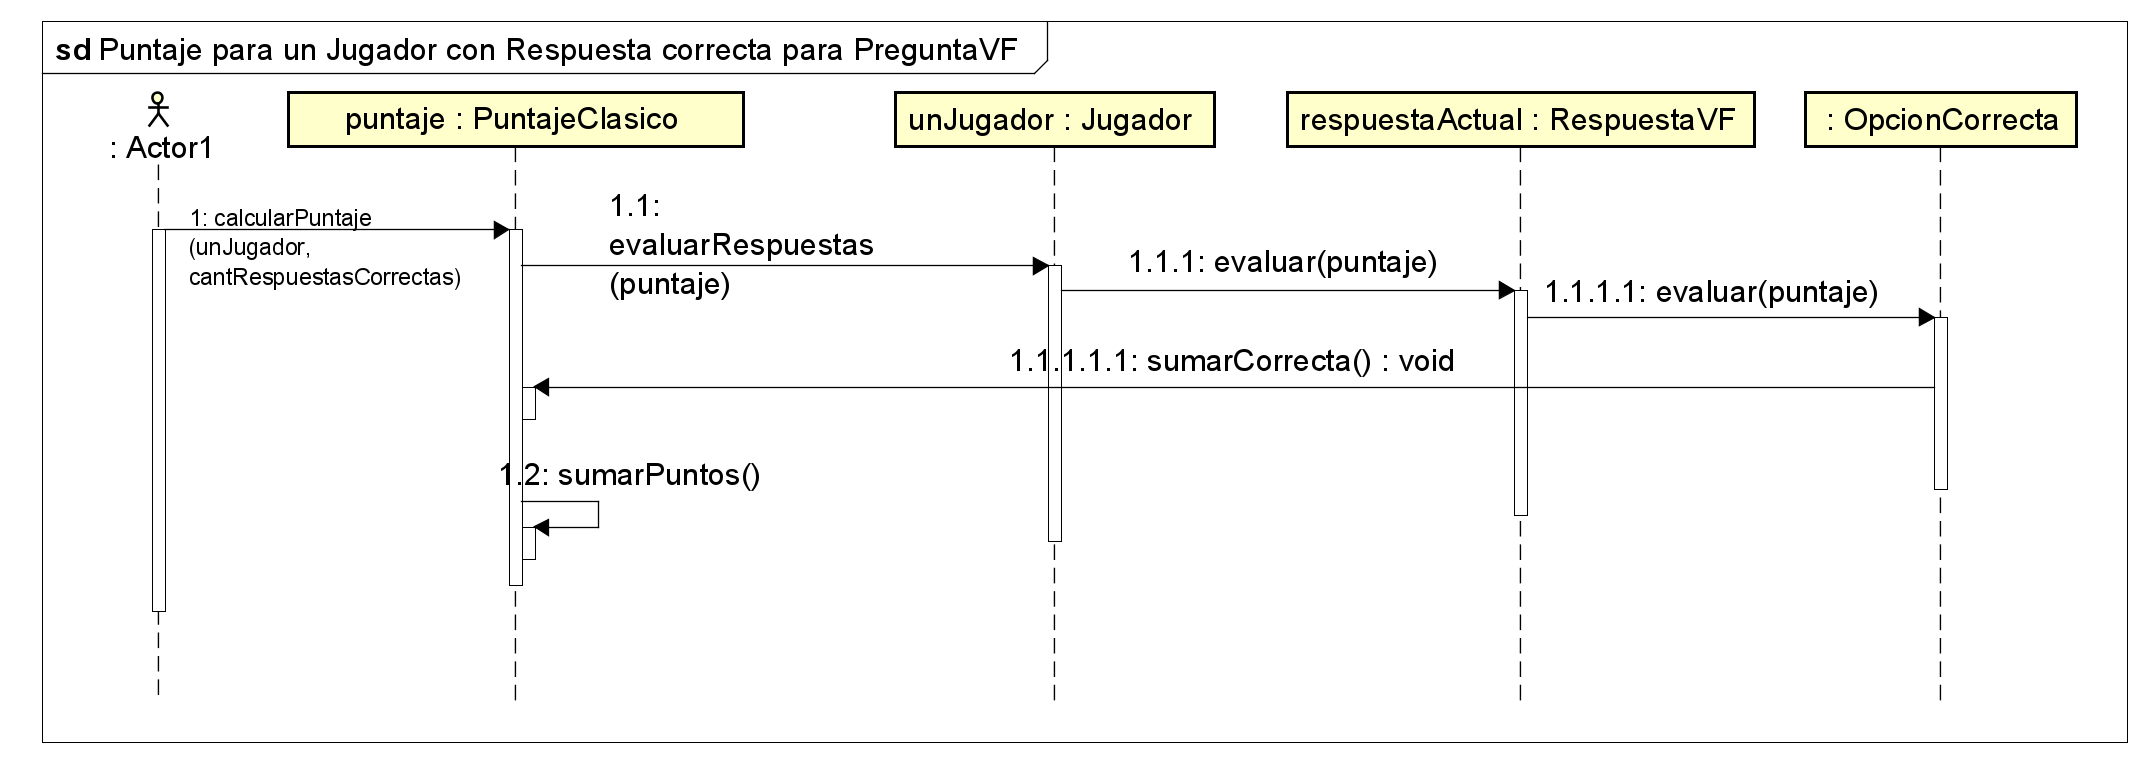 sd Puntaje para un Jugador con Respuesta correcta para PreguntaVF
: Actor1
puntaje : PuntajeClasico
unJugador : Jugador
respuestaActual : RespuestaVF
: OpcionCorrecta
1: calcularPuntaje
(unJugador,
cantRespuestasCorrectas)
1.1:
evaluarRespuestas
(puntaje)
1.1.1: evaluar(puntaje)
1.1.1.1: evaluar(puntaje)
1.1.1.1.1: sumarCorrecta() : void
1.2: sumarPuntos()